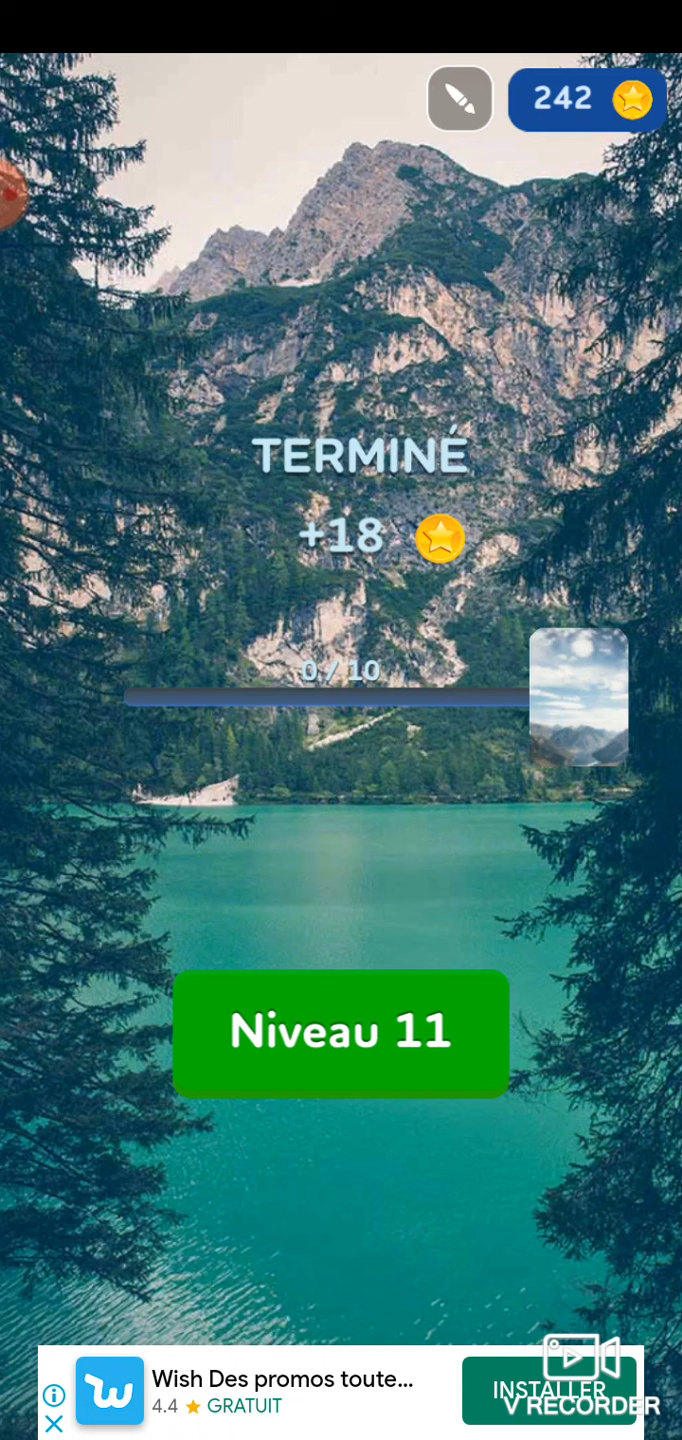 242
TERMINÉ
+18
0 / 10
Niveau 11
Wish Des promos toute...
4.4 ★ GRATUIT
INSTALLER
V RECORDER